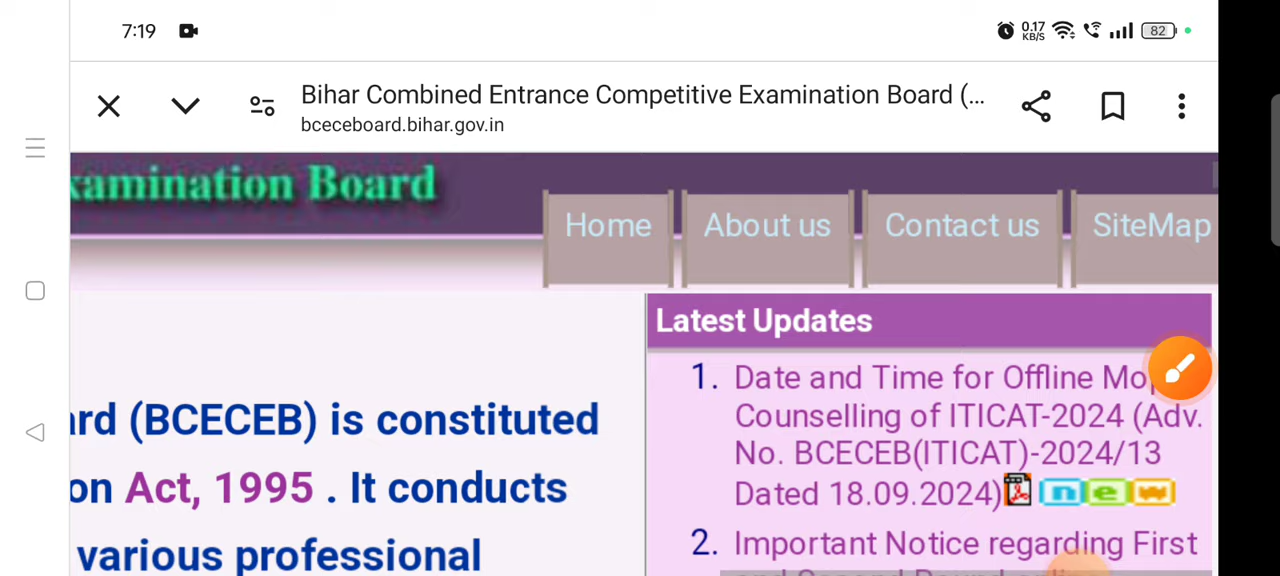 7:19
0.17 KB/S
82
Bihar Combined Entrance Competitive Examination Board (...
bceceboard.bihar.gov.in
xamination Board
Home
About us
Contact us
SiteMap
ard (BCECEB) is constituted
on Act, 1995 . It conducts
various professional
Latest Updates
1. Date and Time for Offline Mo
Counselling of ITICAT-2024 (Adv.
No. BCECEB(ITICAT)-2024/13
Dated 18.09.2024) new
2. Important Notice regarding First